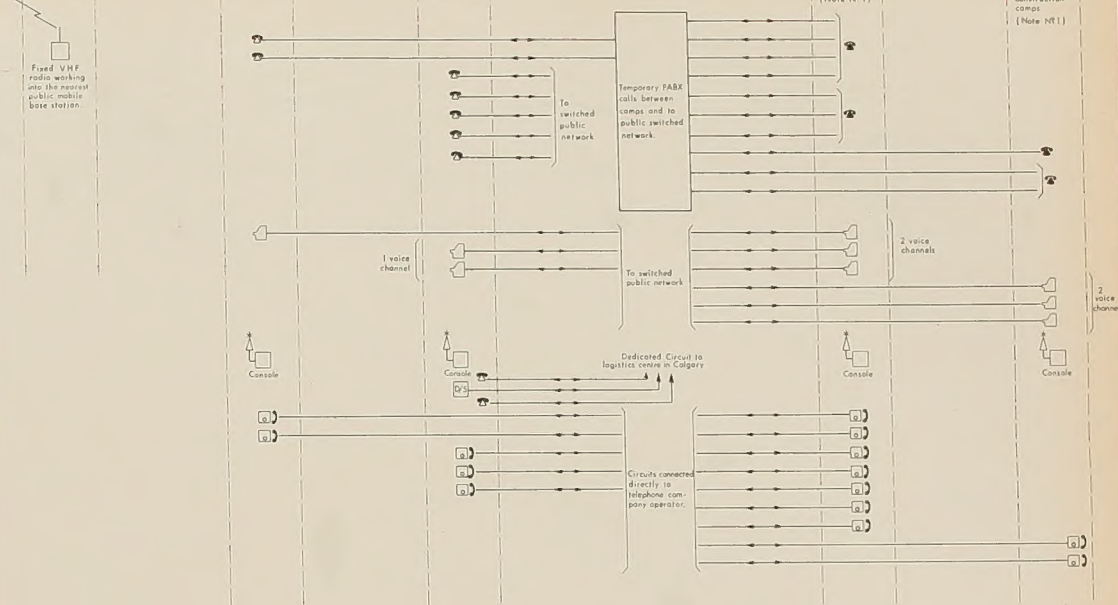 (Note Nº1)
construction
camps
(Note Nº1)
Fixed VHF
radio working
into the nearest
public mobile
base station.
To
switched
public
network
Temporary PABX
calls between
camps and to
public switched
network.
1 voice
channel
To switched
public network
2 voice
channels
2
voice
channel
*
Console
*
Console
Dedicated Circuit to
logistics centre in Calgary
D/S
*
Console
*
Console
Circuits connected
directly to
telephone com-
pany operator.